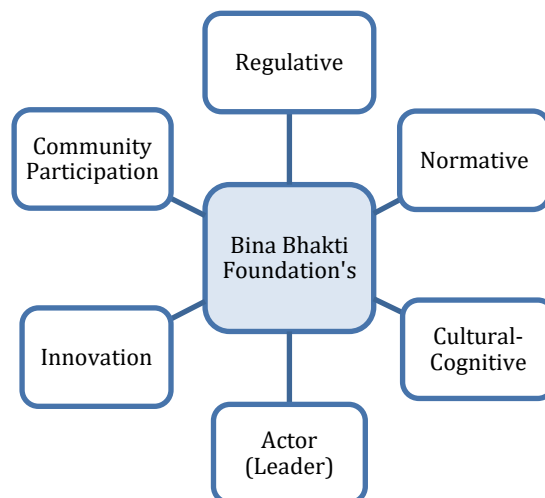 Regulative
Community
Participation
Normative
Bina Bhakti
Foundation's
Innovation
Cultural-
Cognitive
Actor
(Leader)